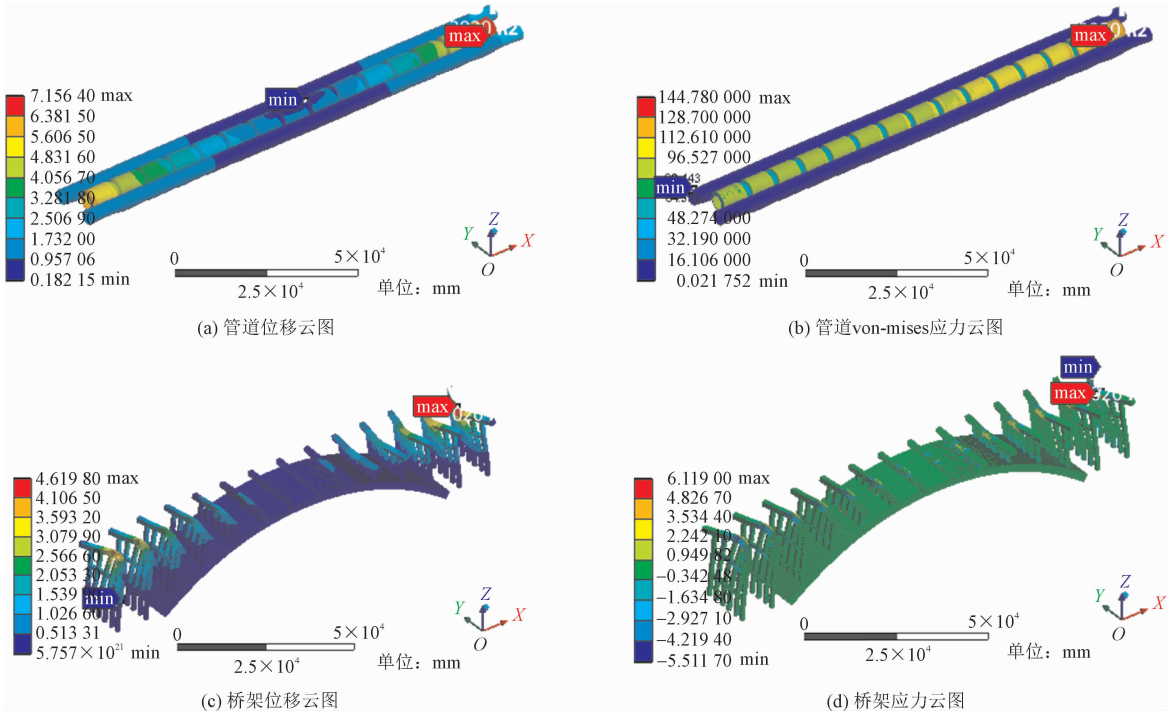 max
min
7.156 40 max
6.381 50
5.606 50
4.831 60
4.056 70
3.281 80
2.506 90
1.732 00
0.957 06
0.182 15 min
Y
Z
X
O
0
5×10⁴
2.5×10⁴
单位：mm
(a) 管道位移云图
max
min
144.780 000 max
128.700 000
112.610 000
96.527 000
48.274 000
32.190 000
16.106 000
0.021 752 min
Y
Z
X
O
0
5×10⁴
2.5×10⁴
单位：mm
(b) 管道von-mises应力云图
max
min
4.619 80 max
4.106 50
3.593 20
3.079 90
2.566 60
2.053 30
1.539
1.026 60
0.513 31
5.757×10²¹ min
Y
Z
X
O
0
5×10⁴
2.5×10⁴
单位：mm
(c) 桥架位移云图
min
max
6.119 00 max
4.826 70
3.534 40
2.242 10
0.949 82
−0.342 48
−1.634 80
−2.927 10
−4.219 40
−5.511 70 min
Y
Z
X
O
0
5×10⁴
2.5×10⁴
单位：mm
(d) 桥架应力云图